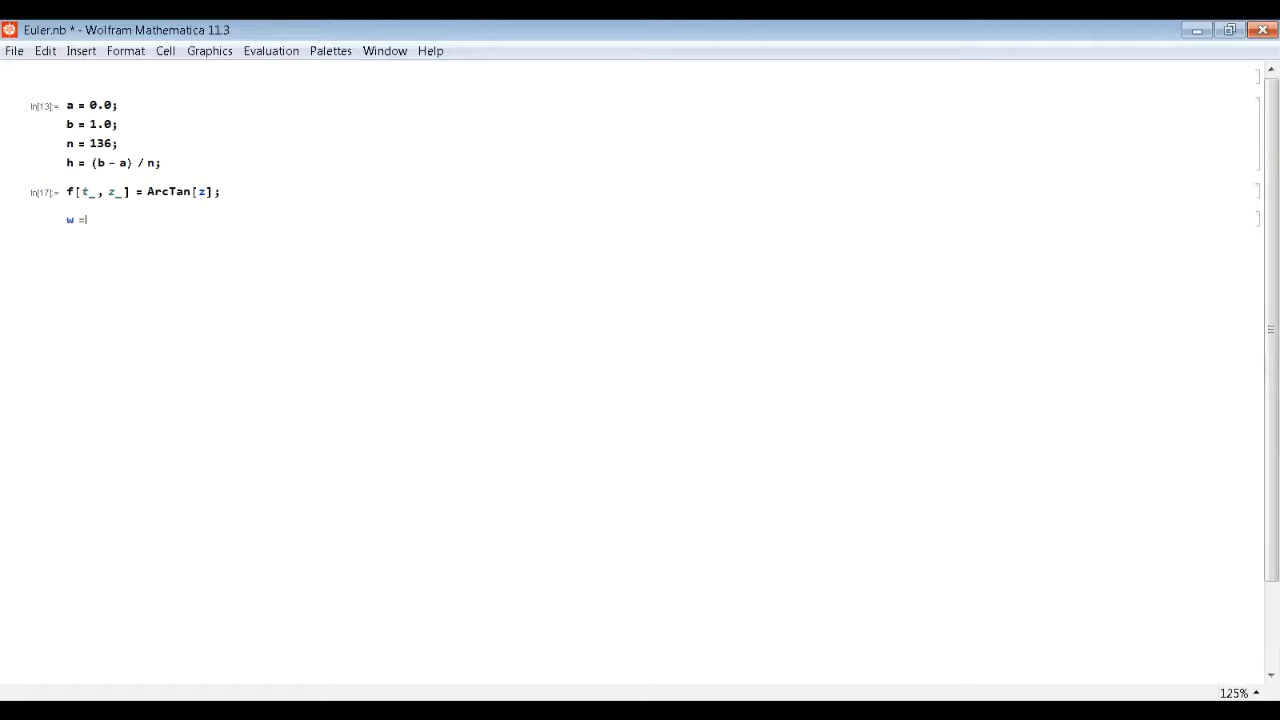 Euler.nb * - Wolfram Mathematica 11.3
File Edit Insert Format Cell Graphics Evaluation Palettes Window Help
In[13]:= a = 0.0;
b = 1.0;
n = 136;
h = (b - a) / n;
In[17]:= f[t_, z_] = ArcTan[z];
w =
125%